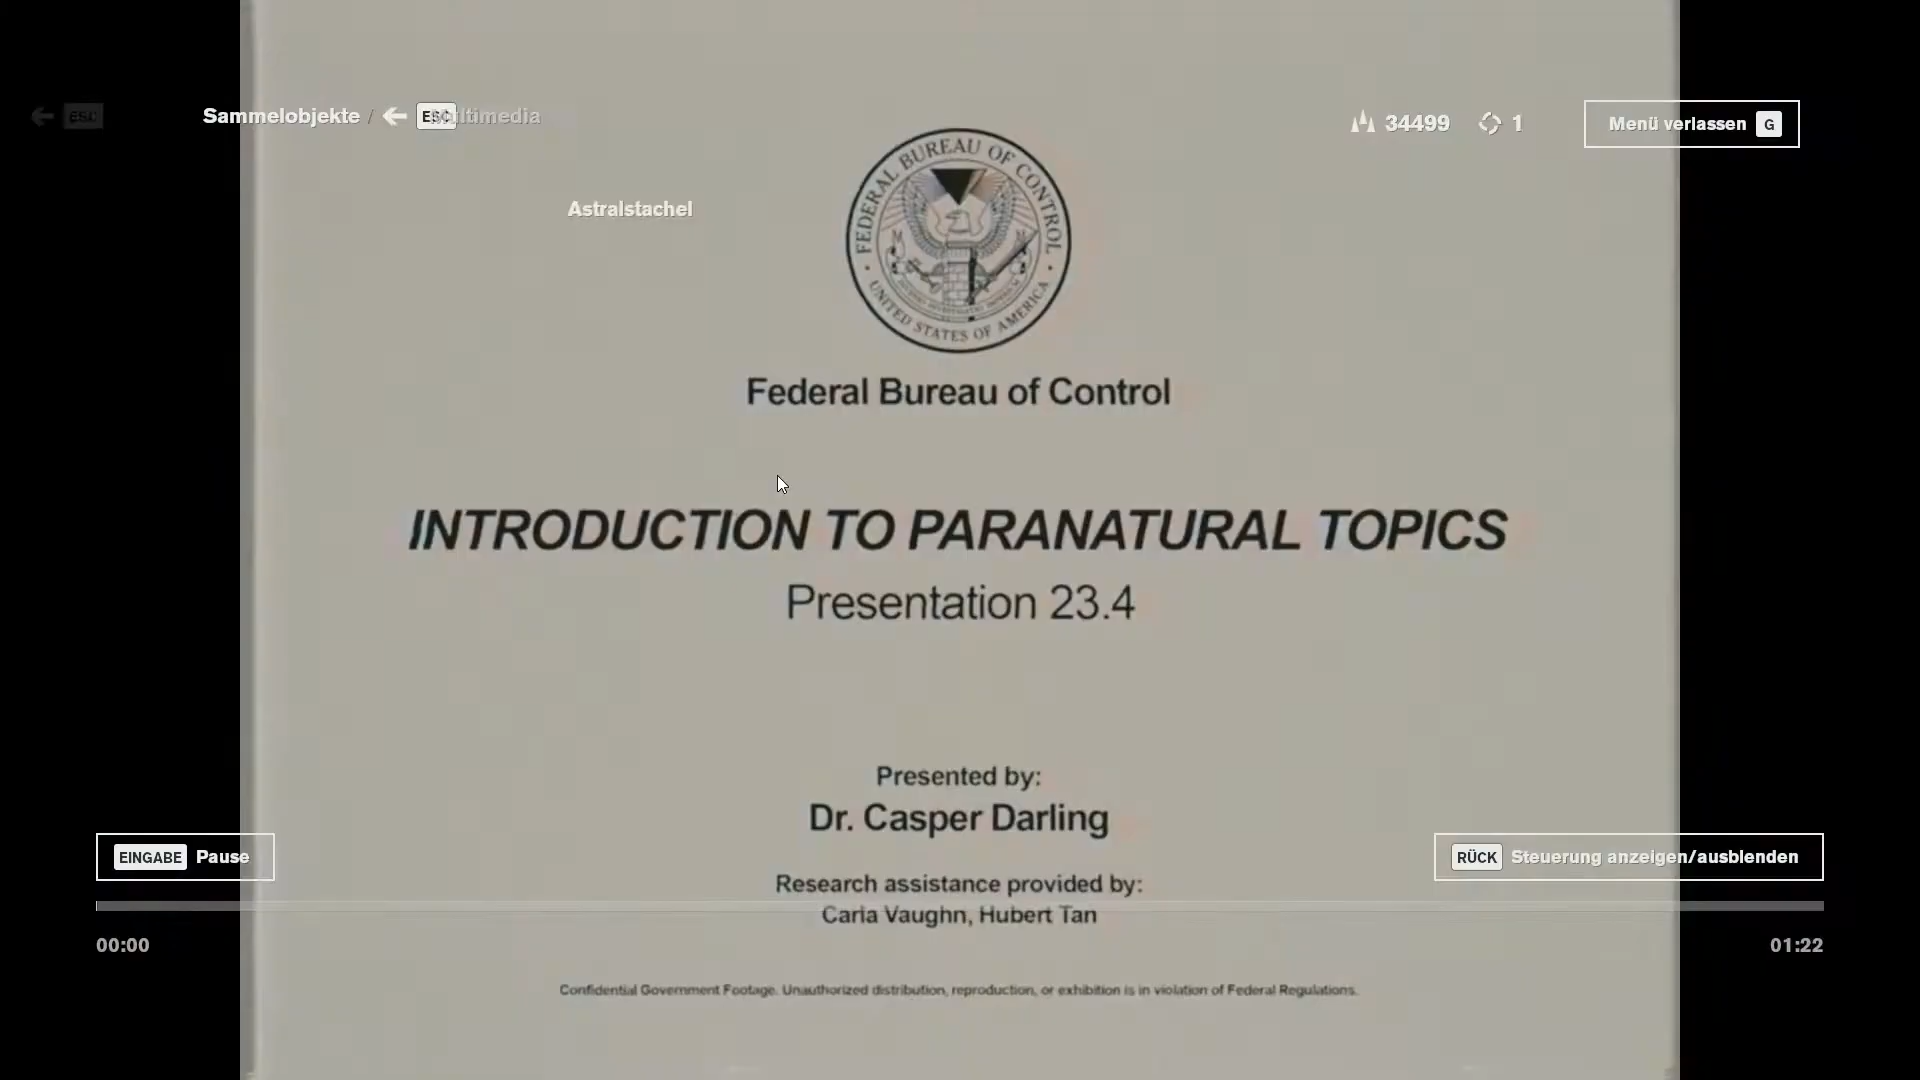 ESC
Sammelobjekte / ESC ltimedia
34499
1
Menü verlassen G
Astralstachel
FEDERAL BUREAU OF CONTROL
UNITED STATES OF AMERICA
Federal Bureau of Control
INTRODUCTION TO PARANATURAL TOPICS
Presentation 23.4
Presented by:
Dr. Casper Darling
EINGABE Pause
RÜCK Steuerung anzeigen/ausblenden
Research assistance provided by:
Carla Vaughn, Hubert Tan
00:00
01:22
Confidential Government Footage. Unauthorized distribution, reproduction, or exhibition is in violation of Federal Regulations.